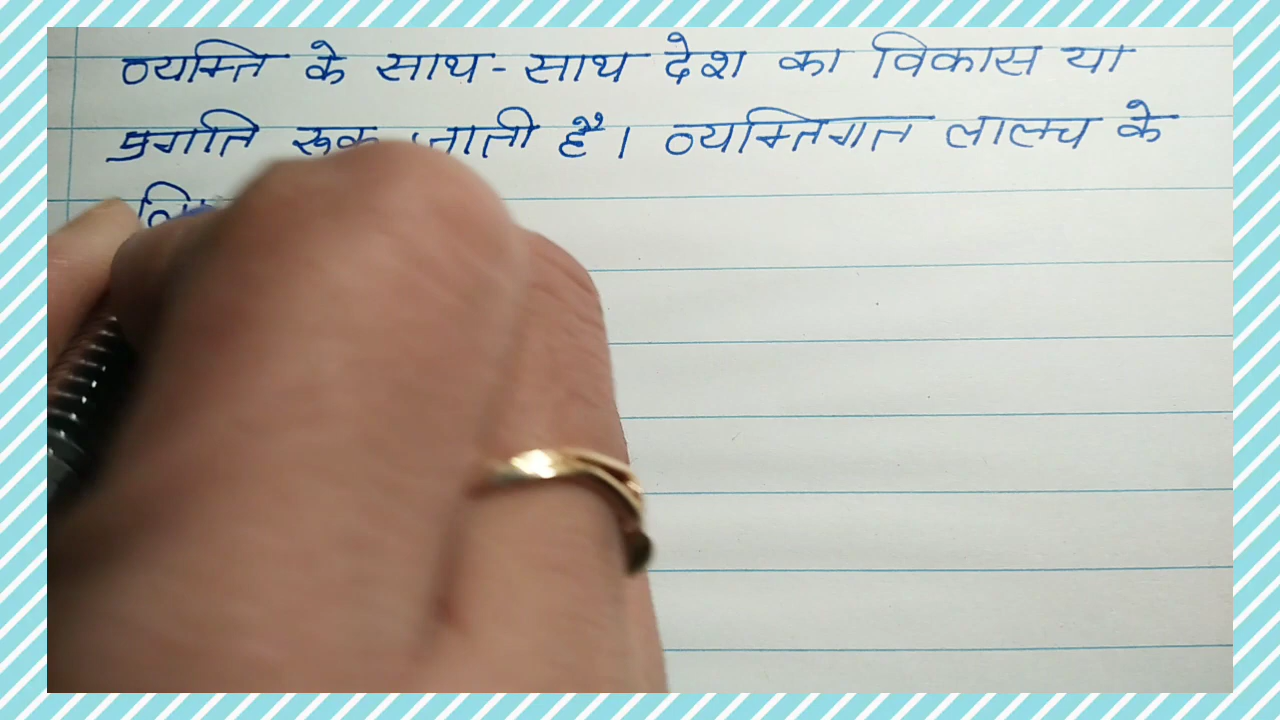 व्यक्ति के साथ-साथ देश का विकास या
प्रगति रूक जाती है। व्यक्तिगत लालच के